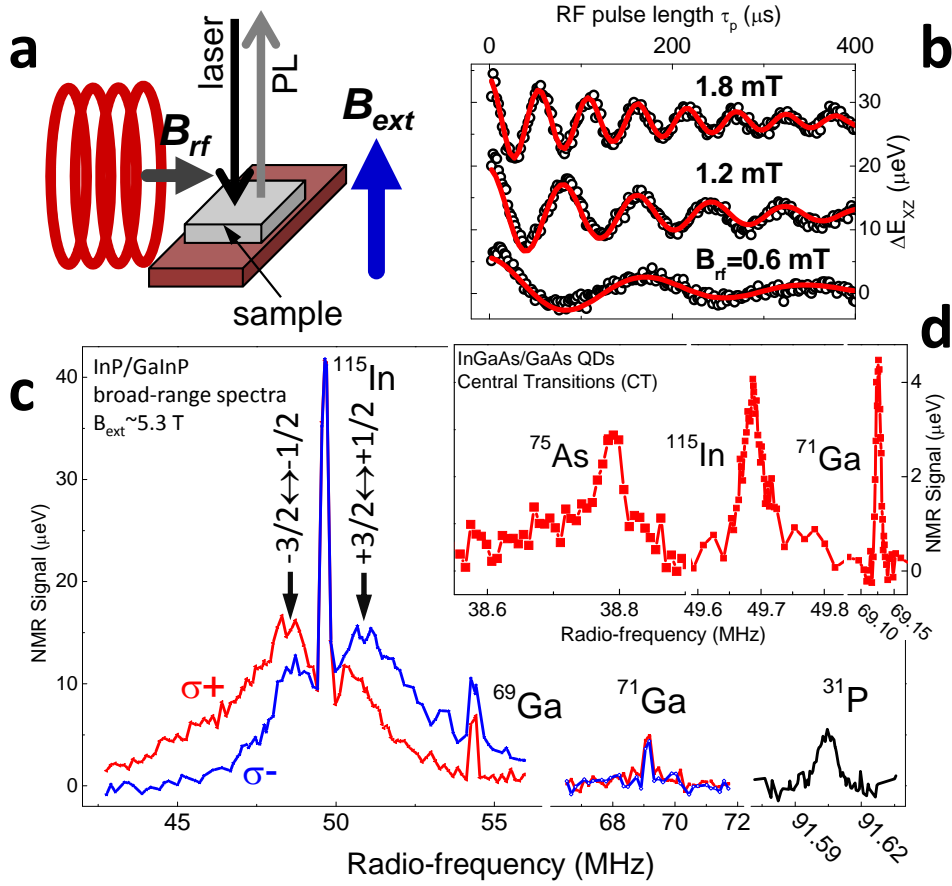 a
laser
PL
B_rf
B_ext
sample
b
RF pulse length τ_p (μs)
0 200 400
1.8 mT
1.2 mT
B_rf=0.6 mT
30
20
10
0
ΔE_XZ (μeV)
c
InP/GaInP
broad-range spectra
B_ext~5.3 T
115In
-3/2↔-1/2
+3/2↔+1/2
σ+
σ-
69Ga
71Ga
31P
40
30
20
10
0
NMR Signal (μeV)
45 50 55 68 70 72 91.59 91.62
Radio-frequency (MHz)
d
InGaAs/GaAs QDs
Central Transitions (CT)
75As
115In
71Ga
4
2
0
NMR Signal (μeV)
38.6 38.8 49.6 49.7 49.8 69.10 69.15
Radio-frequency (MHz)